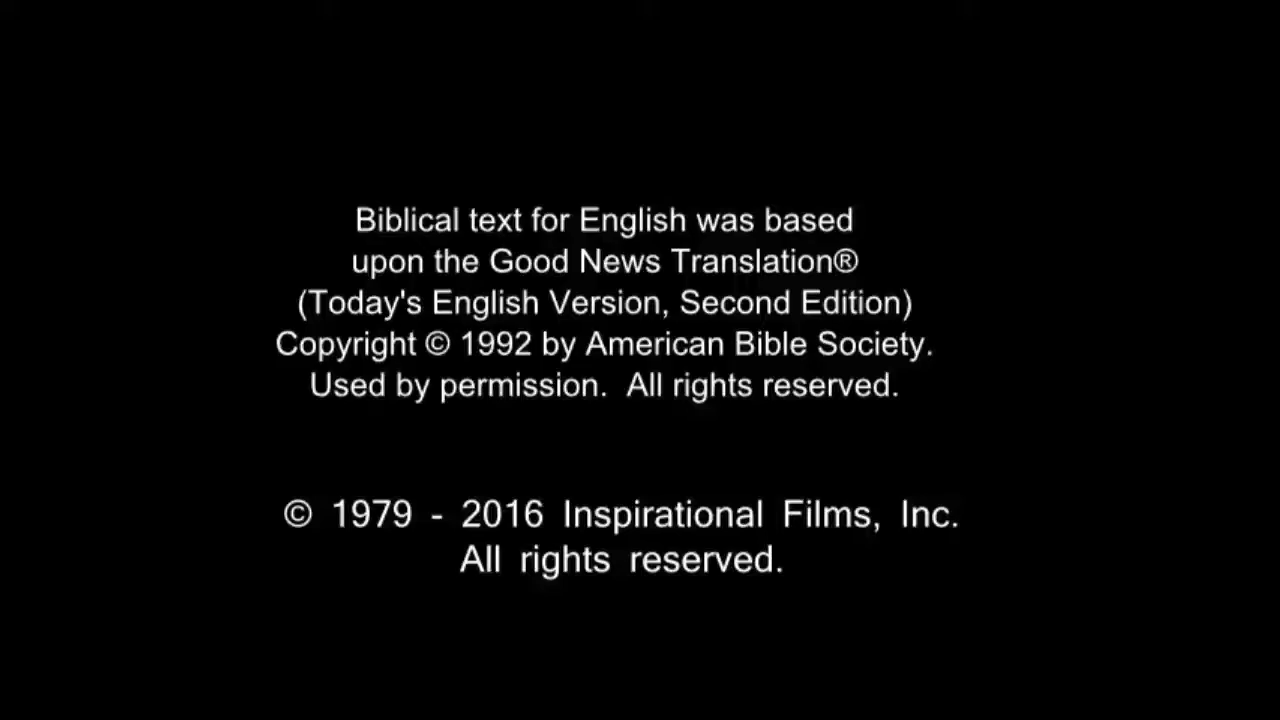 Biblical text for English was based
upon the Good News Translation®
(Today's English Version, Second Edition)
Copyright © 1992 by American Bible Society.
Used by permission.  All rights reserved.
© 1979 - 2016 Inspirational Films, Inc.
All rights reserved.